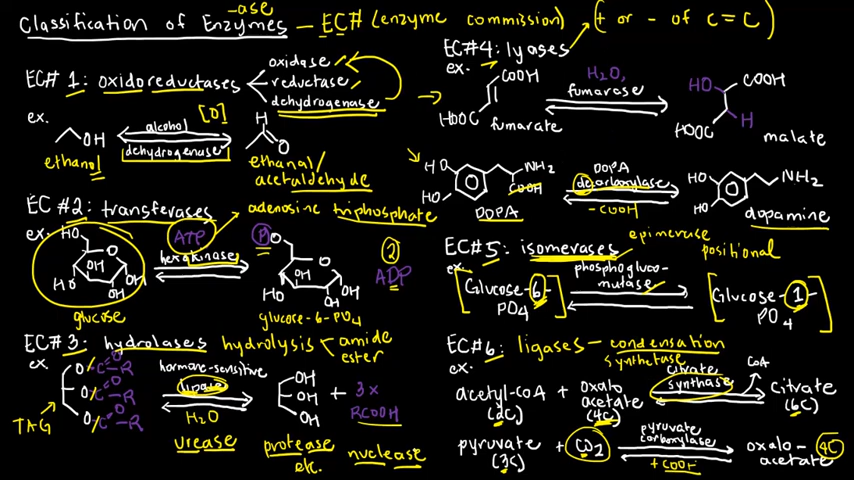 Classification of Enzymes -ase – EC# (enzyme commission) (+ or - of C=C)
EC# 1: oxidoreductases
oxidase
reductase
dehydrogenase
ex.
[O]
OH
alcohol
dehydrogenase
H
O
ethanol
ethanal/
acetaldehyde
EC #2: transferases
adenosine triphosphate
ex.
HO
O
OH
HO
OH
OH
ATP
hexokinase
P
O
O
OH
HO
OH
OH
2
ADP
glucose
glucose-6-PO4
EC# 3: hydrolases
hydrolysis
amide
ester
ex.
O
O
O
O
C-R
O
C-R
O
C-R
TAG
hormone-sensitive
lipase
H2O
urease
OH
OH
OH
+ 3x
RCOOH
protease
etc.
nuclease
EC#4: lyases
ex.
COOH
HOOC
fumarate
H2O,
fumarase
HO
COOH
HOOC
H
malate
HO
HO
NH2
COOH
DOPA
DOPA
decarboxylase
-COOH
HO
HO
NH2
dopamine
EC# 5: isomerases
epimerase
positional
ex.
[Glucose-6-
PO4]
phosphogluco-
mutase
[Glucose-1-
PO4]
EC# 6: ligases – condensation
synthetase
ex.
acetyl-CoA + oxalo
acetate
(2C)
(4C)
citrate
synthase
CoA
citrate
(6C)
pyruvate + CO2
(3C)
pyruvate
carboxylase
+ COOH
oxalo-
acetate
4C